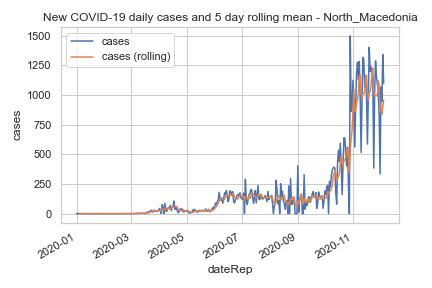 New COVID-19 daily cases and 5 day rolling mean - North_Macedonia
cases
cases (rolling)
1500
1250
1000
750
500
250
0
cases
2020-01
2020-03
2020-05
2020-07
2020-09
2020-11
dateRep